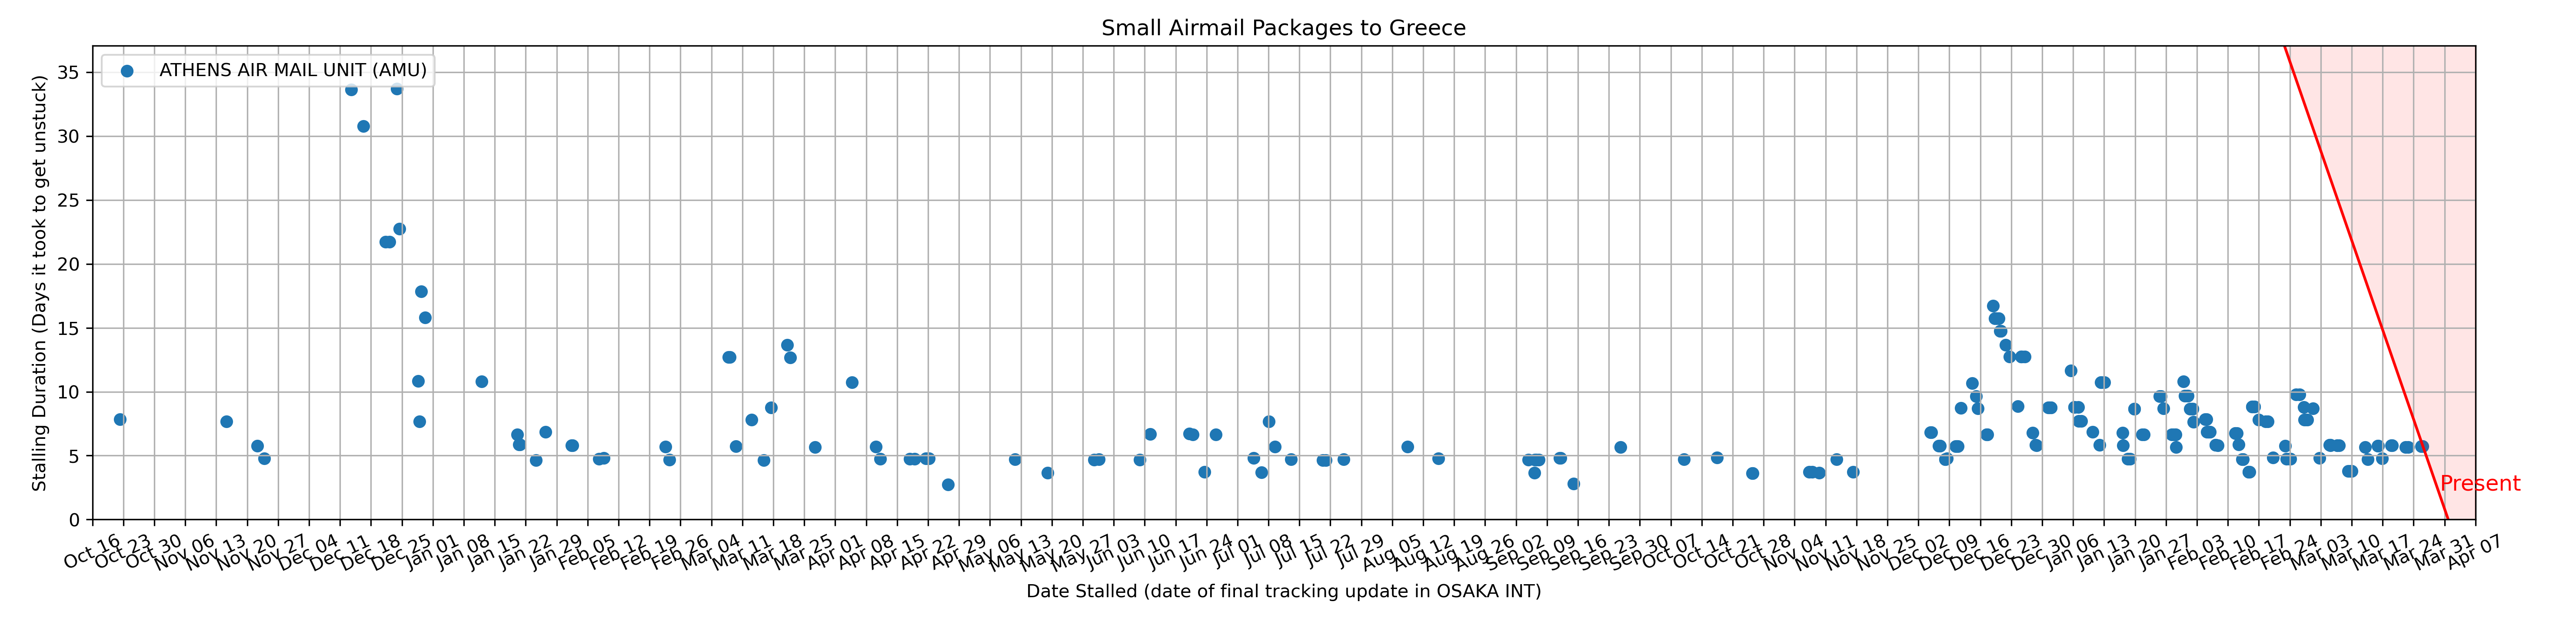 Small Airmail Packages to Greece
ATHENS AIR MAIL UNIT (AMU)
Stalling Duration (Days it took to get unstuck)
35
30
25
20
15
10
5
0
Present
Oct 16 Oct 23 Oct 30 Nov 06 Nov 13 Nov 20 Nov 27 Dec 04 Dec 11 Dec 18 Dec 25 Jan 01 Jan 08 Jan 15 Jan 22 Jan 29 Feb 05 Feb 12 Feb 19 Feb 26 Mar 04 Mar 11 Mar 18 Mar 25 Apr 01 Apr 08 Apr 15 Apr 22 Apr 29 May 06 May 13 May 20 May 27 Jun 03 Jun 10 Jun 17 Jun 24 Jul 01 Jul 08 Jul 15 Jul 22 Jul 29 Aug 05 Aug 12 Aug 19 Aug 26 Sep 02 Sep 09 Sep 16 Sep 23 Sep 30 Oct 07 Oct 14 Oct 21 Oct 28 Nov 04 Nov 11 Nov 18 Nov 25 Dec 02 Dec 09 Dec 16 Dec 23 Dec 30 Jan 06 Jan 13 Jan 20 Jan 27 Feb 03 Feb 10 Feb 17 Feb 24 Mar 03 Mar 10 Mar 17 Mar 24 Mar 31 Apr 07
Date Stalled (date of final tracking update in OSAKA INT)